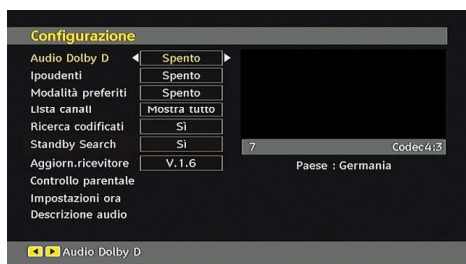 Configurazione
Audio Dolby D Spento
Ipoudenti Spento
Modalità preferiti Spento
Lista canali Mostra tutto
Ricerca codificati Sì
Standby Search Sì
Aggiorn.ricevitore V.1.6
Controllo parentale
Impostazioni ora
Descrizione audio
7 Codec4:3
Paese : Germania
Audio Dolby D